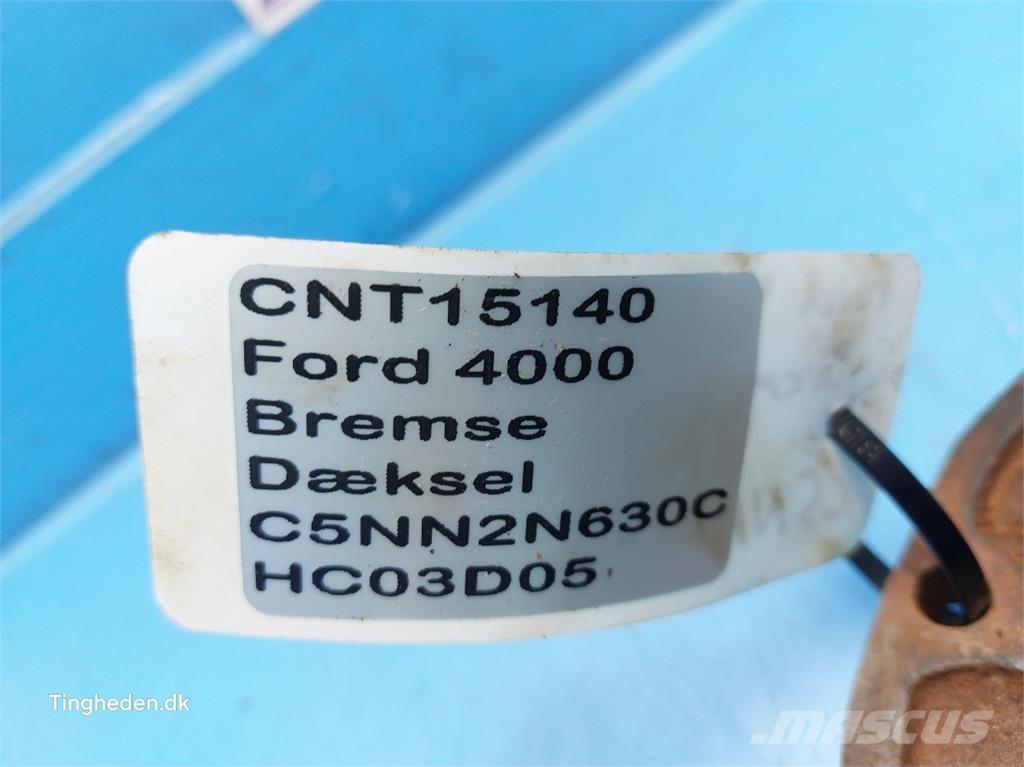 CNT15140
Ford 4000
Bremse
Dæksel
C5NN2N630C
HC03D05
Tingheden.dk
MASCUS